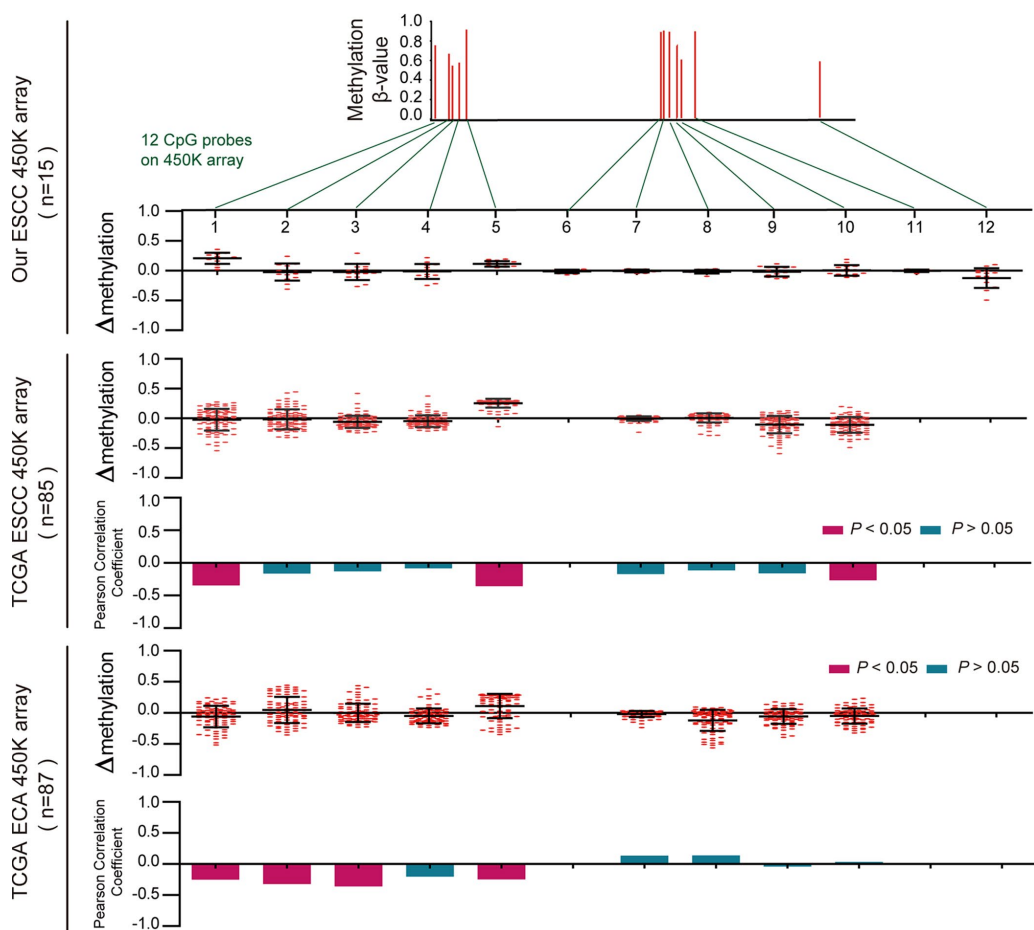 Our ESCC 450K array
( n=15)
Methylation
β-value
1.0
0.8
0.6
0.4
0.2
0.0
12 CpG probes
on 450K array
Δmethylation
1.0
0.5
0.0
-0.5
-1.0
1 2 3 4 5 6 7 8 9 10 11 12
TCGA ESCC 450K array
( n=85)
Δmethylation
1.0
0.5
0.0
-0.5
-1.0
Pearson Correlation
Coefficient
1.0
0.5
0.0
-0.5
-1.0
P < 0.05 P > 0.05
TCGA ECA 450K array
( n=87)
Δmethylation
1.0
0.5
0.0
-0.5
-1.0
P < 0.05 P > 0.05
Pearson Correlation
Coefficient
1.0
0.5
0.0
-0.5
-1.0